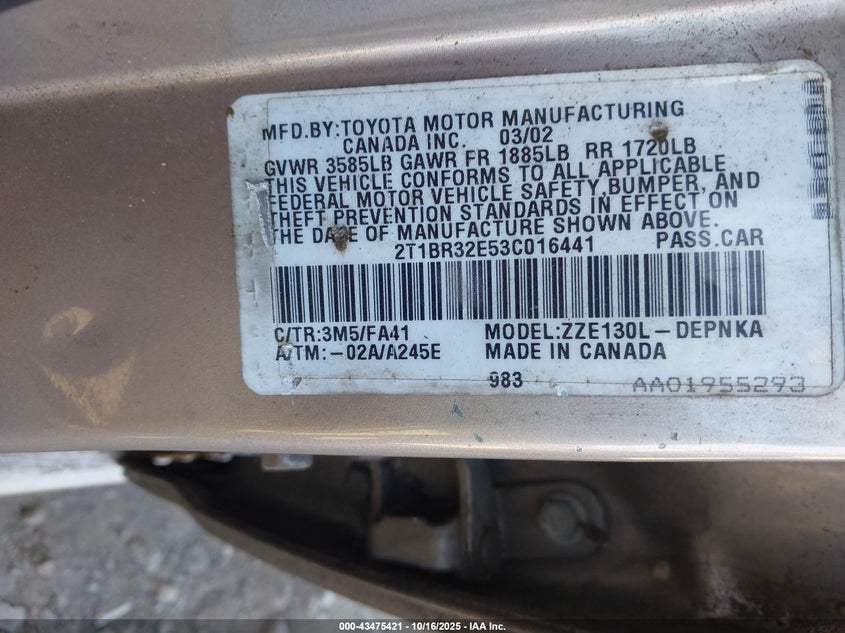 MFD.BY:TOYOTA MOTOR MANUFACTURING
CANADA INC. 03/02
GVWR 3585LB GAWR FR 1885LB RR 1720LB
THIS VEHICLE CONFORMS TO ALL APPLICABLE
FEDERAL MOTOR VEHICLE SAFETY,BUMPER, AND
THEFT PREVENTION STANDARDS IN EFFECT ON
THE DATE OF MANUFACTURE SHOWN ABOVE.
2T1BR32E53C016441 PASS.CAR
C/TR:3M5/FA41 MODEL:ZZE130L-DEPNKA
A/TM:-02A/A245E MADE IN CANADA
983 AA01955293
000-43475421 - 10/16/2025 - IAA Inc.